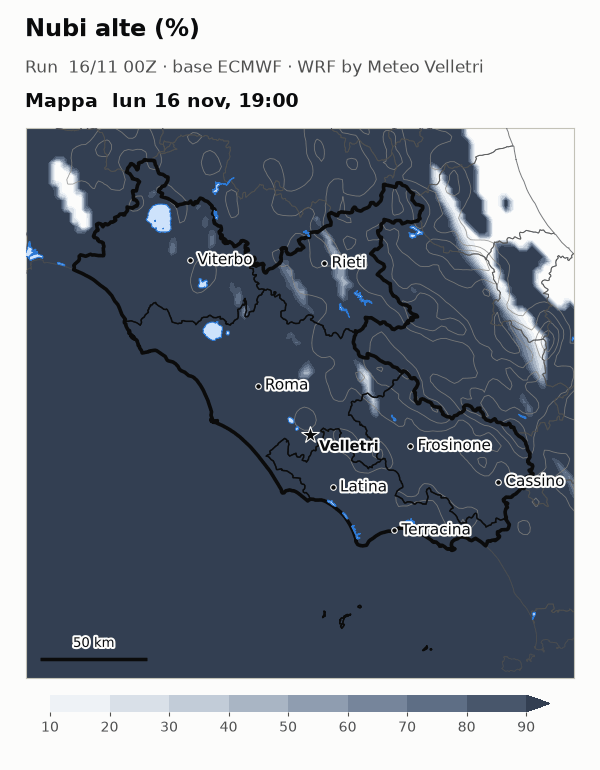 Nubi alte (%)
Run 16/11 00Z · base ECMWF · WRF by Meteo Velletri
Mappa lun 16 nov, 19:00
Viterbo
Rieti
Roma
Velletri
Frosinone
Latina
Cassino
Terracina
50 km
10 20 30 40 50 60 70 80 90